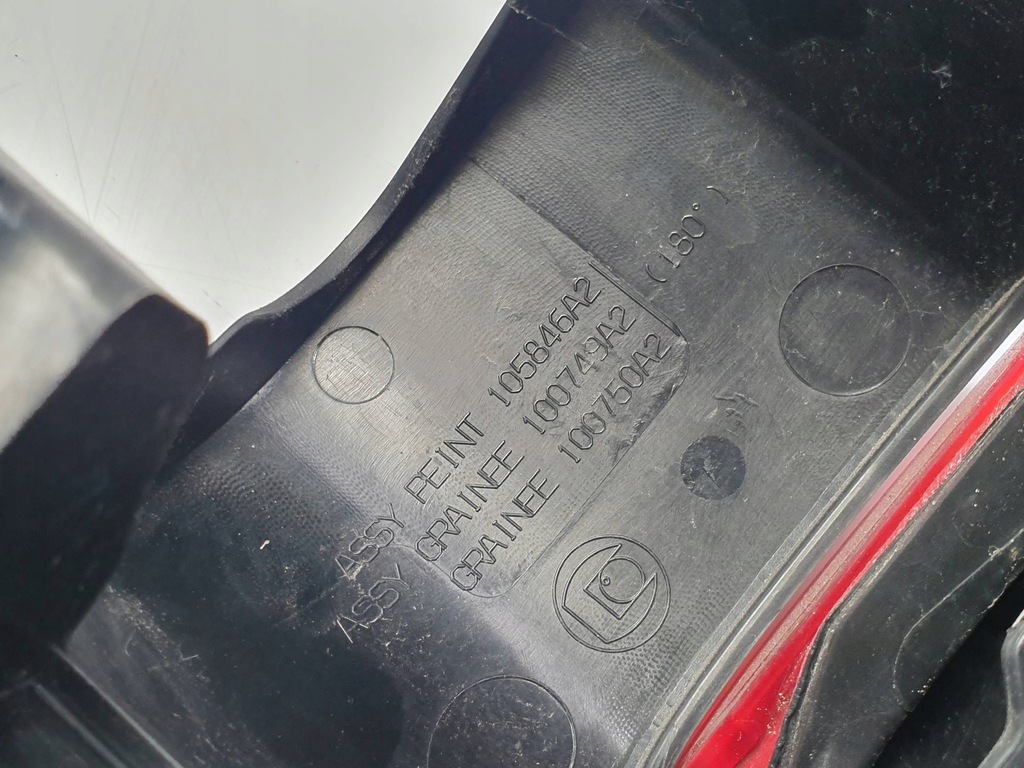 (180°)
ASSY PEINT 105846A2
ASSY GRAINEE 100749A2
GRAINEE 100750A2